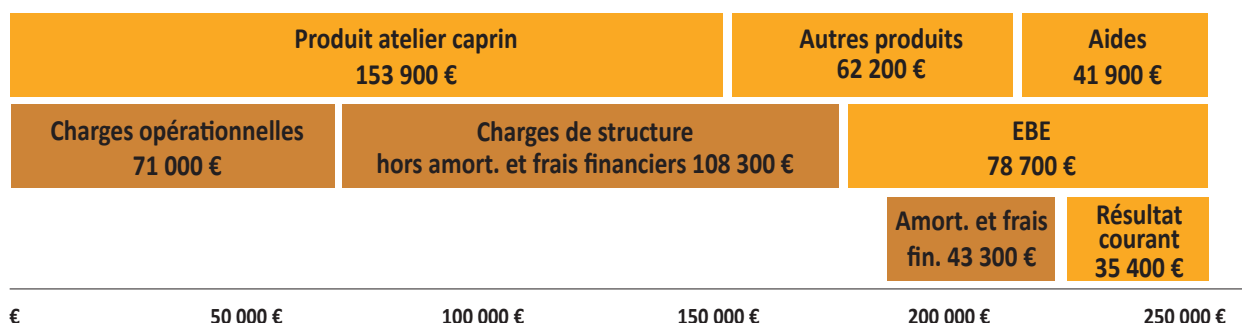 Produit atelier caprin
153 900 €
Autres produits
62 200 €
Aides
41 900 €
Charges opérationnelles
71 000 €
Charges de structure
hors amort. et frais financiers 108 300 €
EBE
78 700 €
Amort. et frais
fin. 43 300 €
Résultat
courant
35 400 €
€ 50 000 € 100 000 € 150 000 € 200 000 € 250 000 €